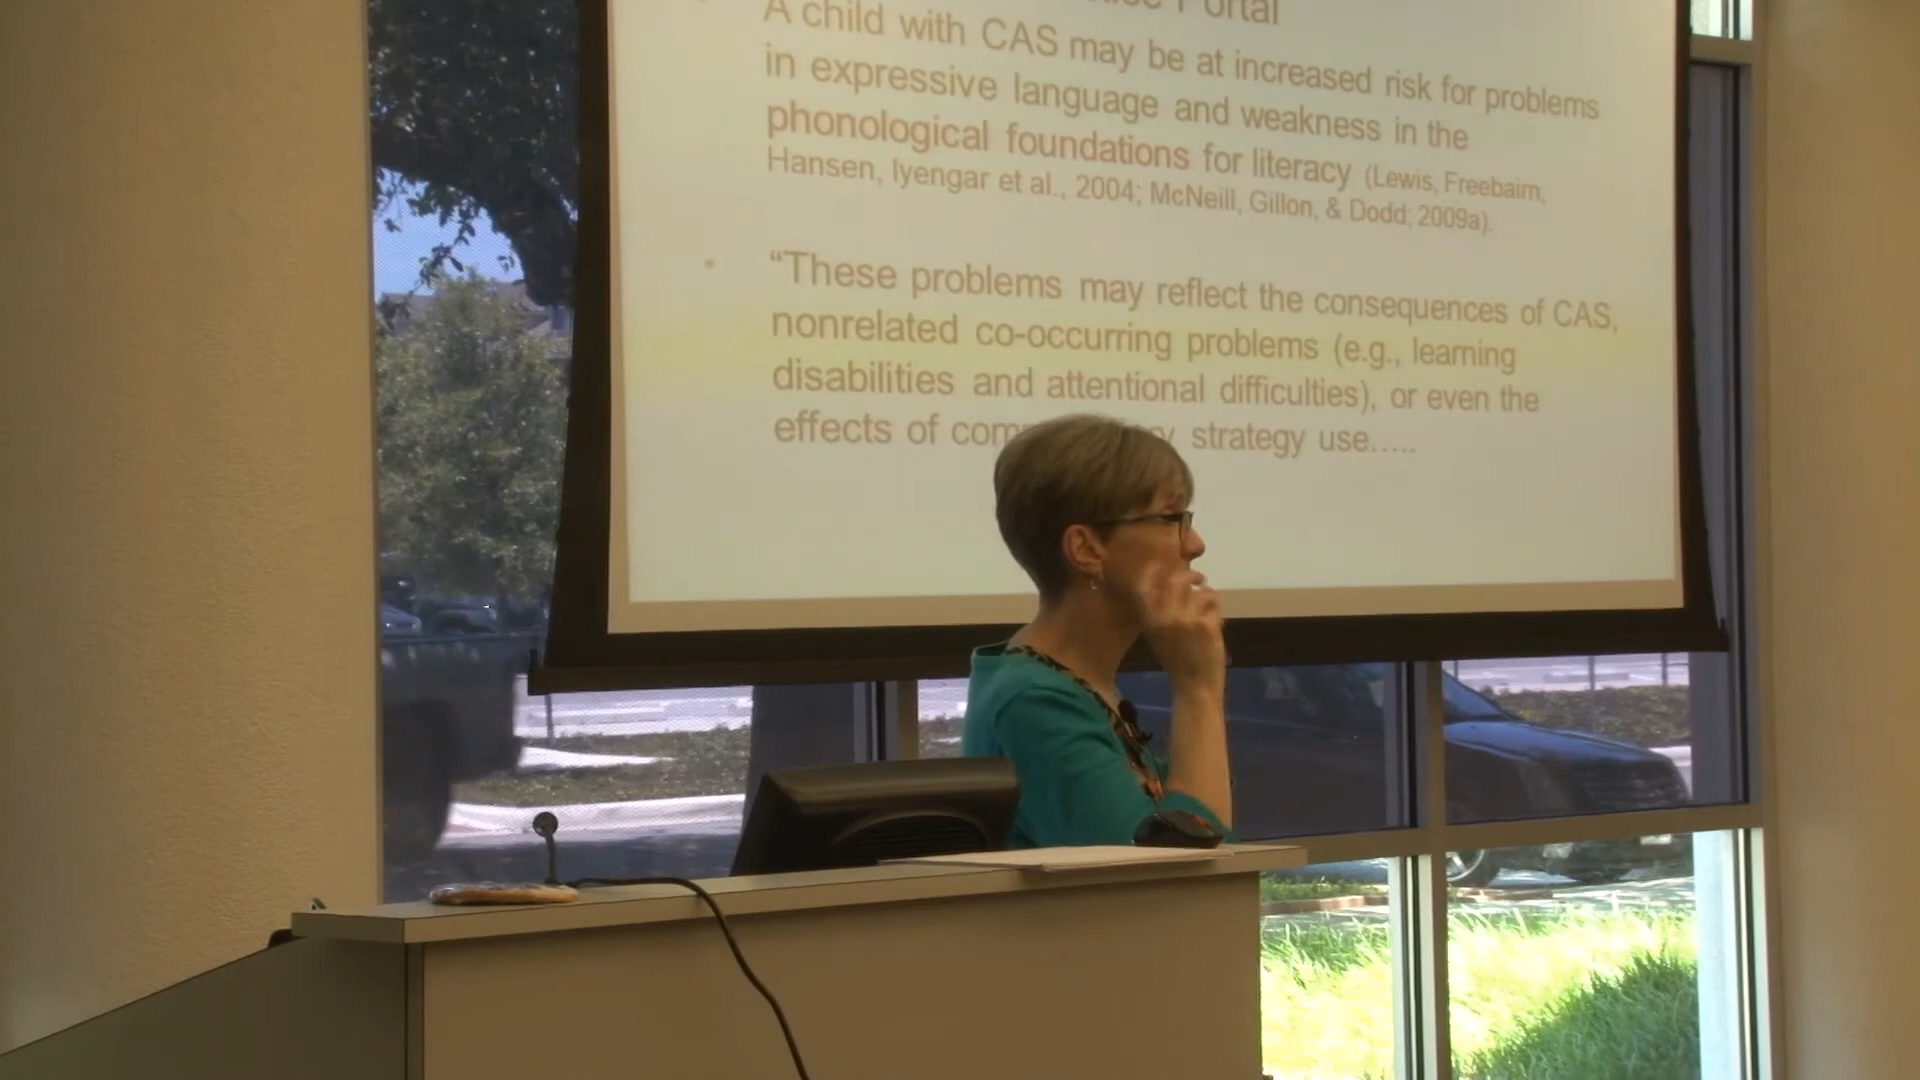 Portal
A child with CAS may be at increased risk for problems
in expressive language and weakness in the
phonological foundations for literacy (Lewis, Freebairn,
Hansen, Iyengar et al., 2004; McNeill, Gillon, & Dodd, 2009a).
• “These problems may reflect the consequences of CAS,
nonrelated co-occurring problems (e.g., learning
disabilities and attentional difficulties), or even the
effects of strategy use.....